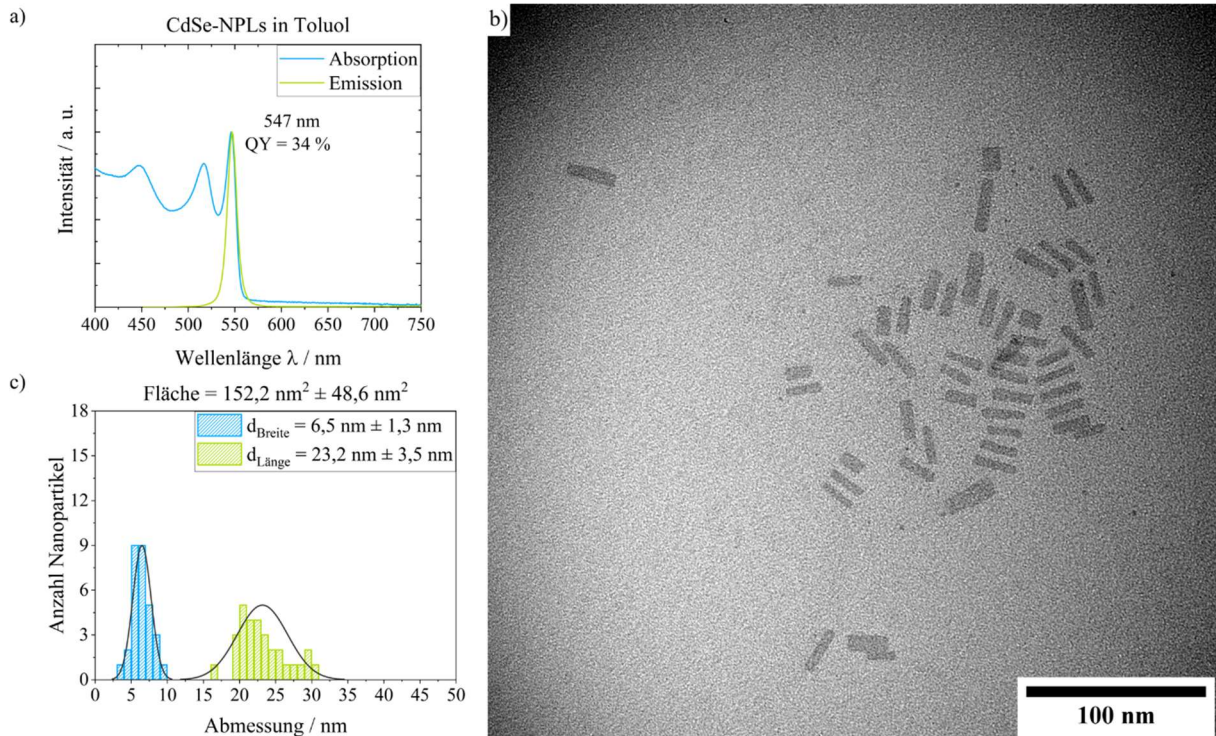 a)
CdSe-NPLs in Toluol
Absorption
Emission
547 nm
QY = 34 %
Intensität / a. u.
400 450 500 550 600 650 700 750
Wellenlänge λ / nm
b)
100 nm
c)
Fläche = 152,2 nm² ± 48,6 nm²
d_Breite = 6,5 nm ± 1,3 nm
d_Länge = 23,2 nm ± 3,5 nm
Anzahl Nanopartikel
18
15
12
9
6
3
0
0 5 10 15 20 25 30 35 40 45 50
Abmessung / nm